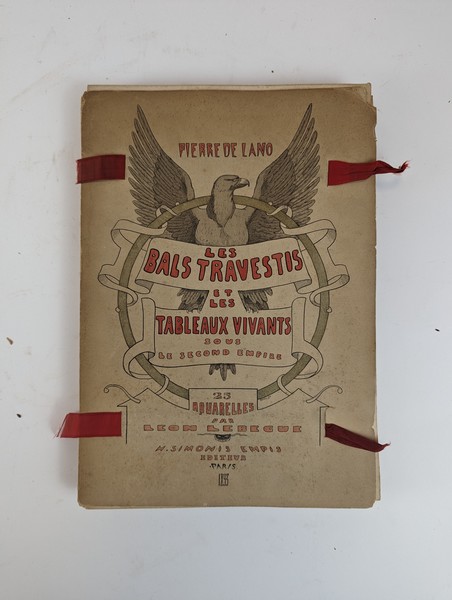 PIERRE DE LANO
LES
BALS TRAVESTIS
ET
LES
TABLEAUX VIVANTS
SOUS
LE SECOND EMPIRE
25
AQUARELLES
PAR
LEON LEBEGUE
H. SIMONIS EMPIS
EDITEUR
PARIS